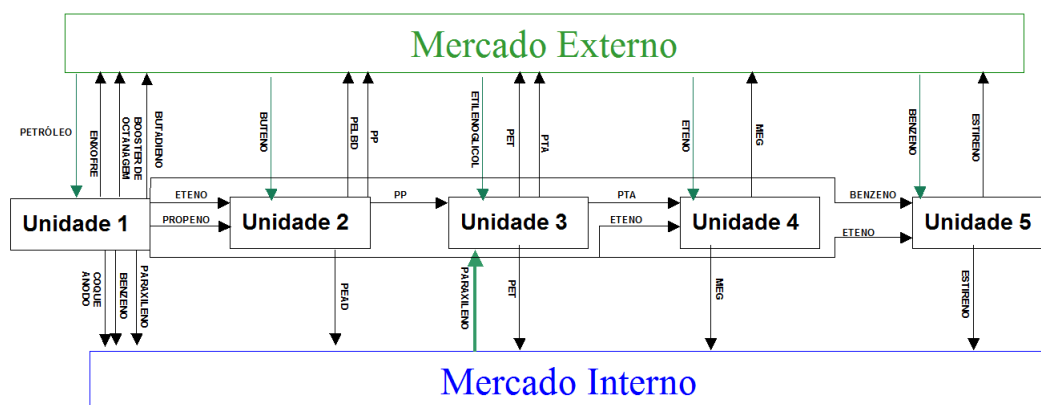 Mercado Externo
PETRÓLEO
ENXOFRE
BOOSTER DE
OCTANAGEM
BUTADIENO
BUTENO
PELBD
PP
ETILENOGLICOL
PET
PTA
ETENO
MEG
BENZENO
ESTIRENO
ETENO
PROPENO
PP
PTA
ETENO
BENZENO
ETENO
Unidade 1
Unidade 2
Unidade 3
Unidade 4
Unidade 5
COQUE
ANODO
BENZENO
PARAXILENO
PEAD
PARAXILENO
PET
MEG
ESTIRENO
Mercado Interno